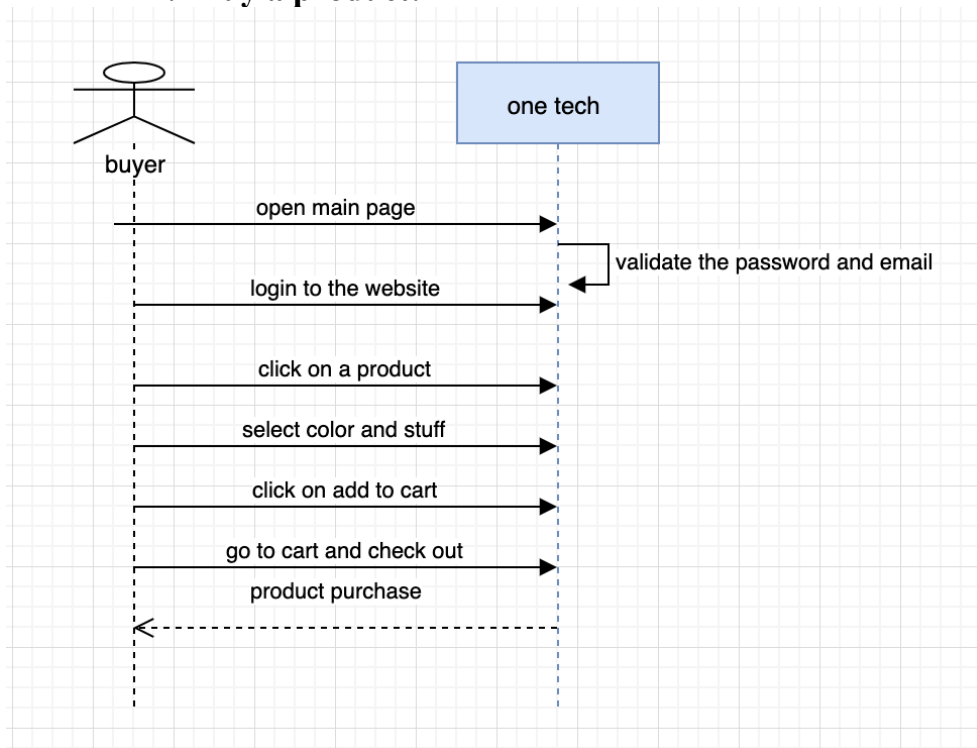 buyer
one tech
open main page
validate the password and email
login to the website
click on a product
select color and stuff
click on add to cart
go to cart and check out
product purchase